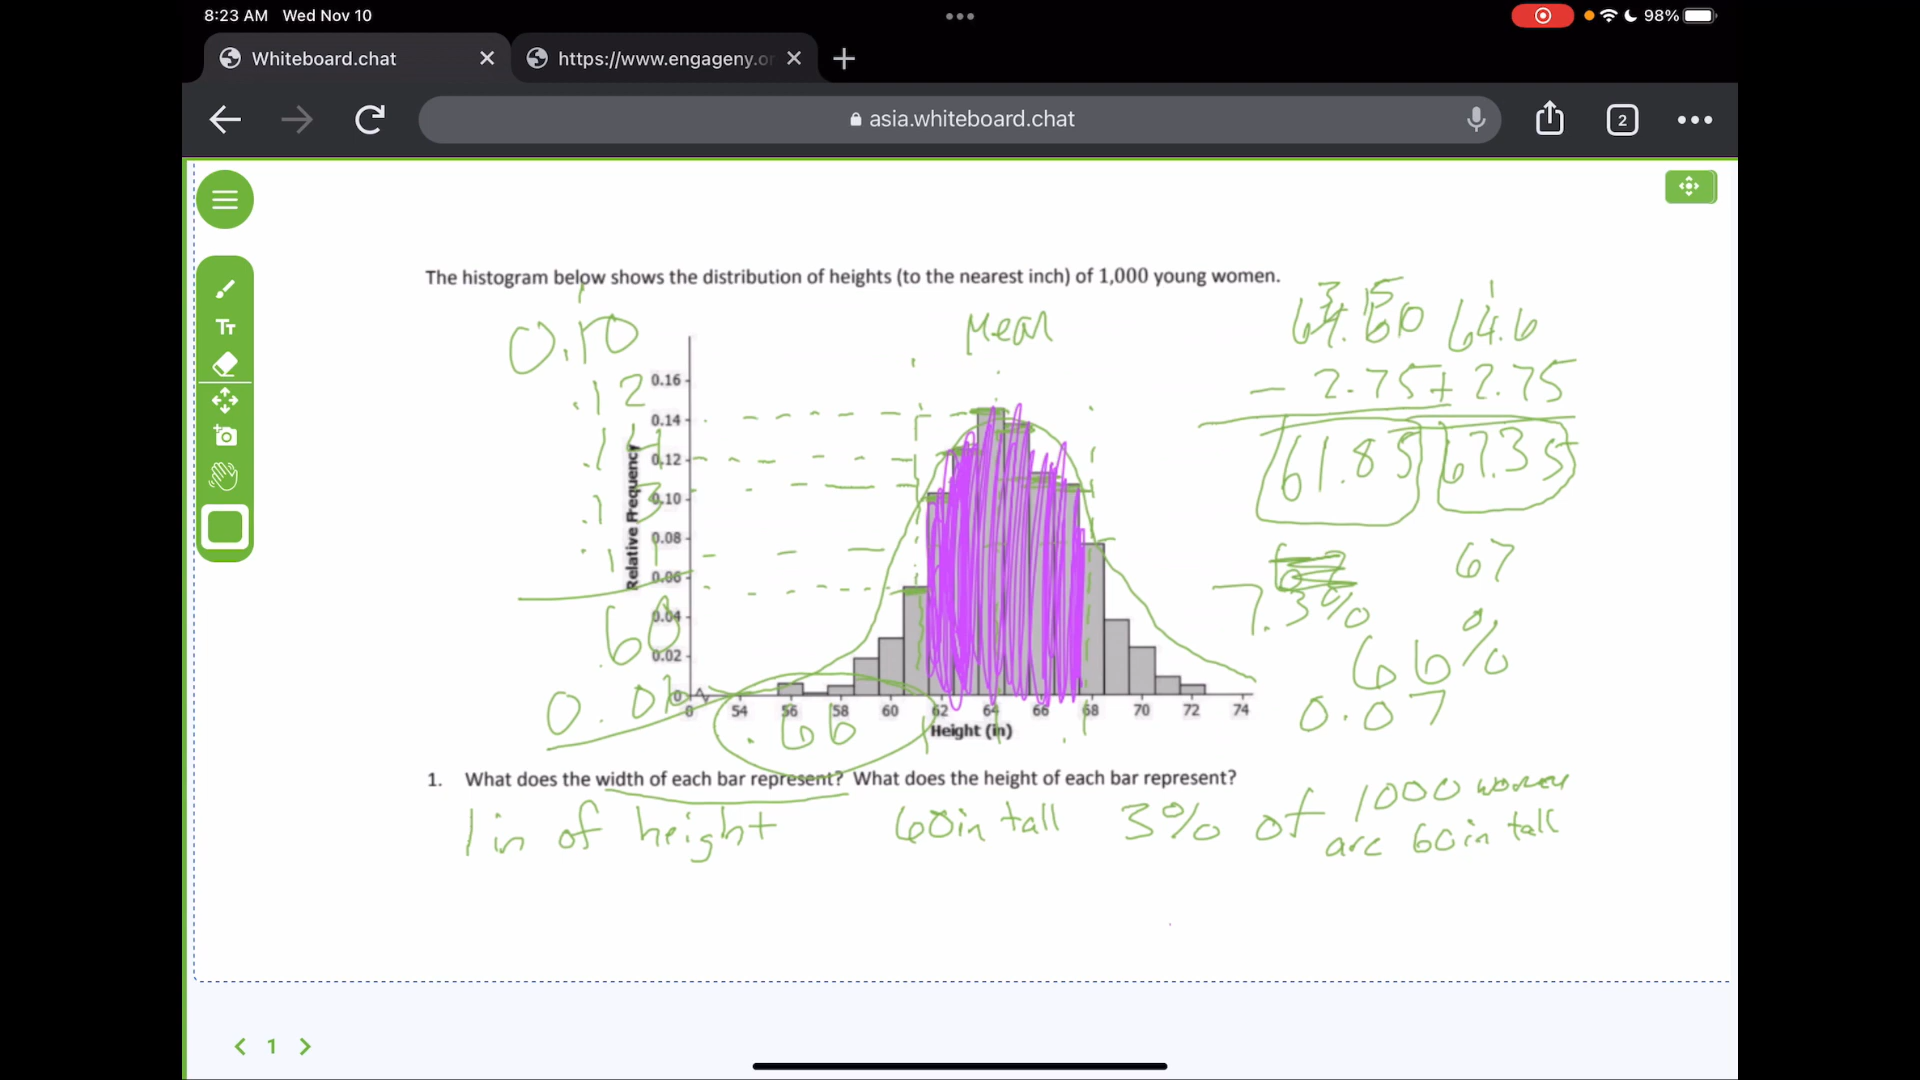 8:23 AM Wed Nov 10
98%
Whiteboard.chat
https://www.engageny.or
asia.whiteboard.chat
2
The histogram below shows the distribution of heights (to the nearest inch) of 1,000 young women.
0.10
.12
.14
.13
.11
.60
.66
Mean
64.6
- 2.75 + 2.75
61.85 67.35
67
7.3%
66%
0.07
Relative Frequency
0.16
0.14
0.12
0.10
0.08
0.06
0.04
0.02
0
0 54 56 58 60 62 64 66 68 70 72 74
Height (in)
1. What does the width of each bar represent? What does the height of each bar represent?
1 in of height 60in tall 3% of 1000 women
are 60in tall
Tт
1